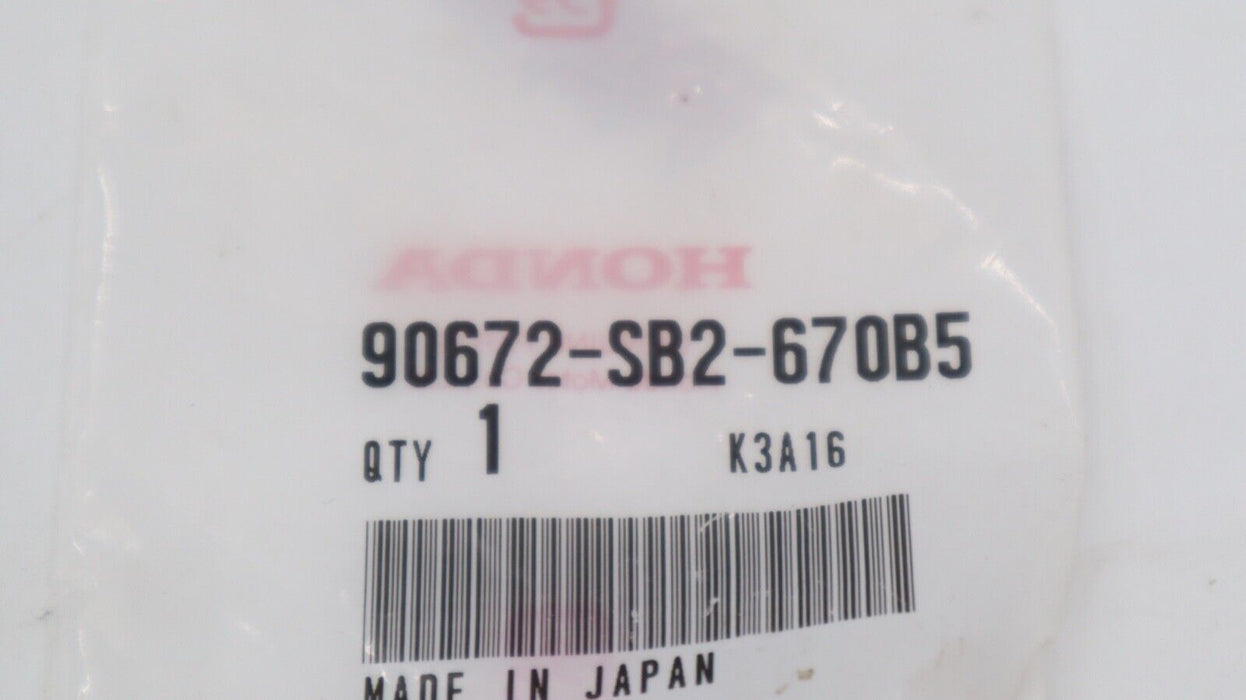 HONDA
90672-SB2-670B5
QTY 1 K3A16
MADE IN JAPAN